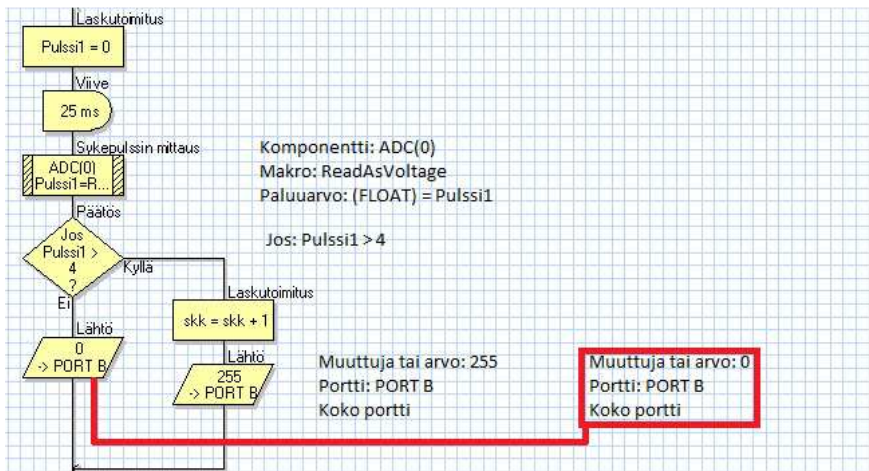 Laskutoimitus
Pulssi1 = 0
Viive
25 ms
Sykepulssin mittaus
ADC(0)
Pulssi1=R...
Komponentti: ADC(0)
Makro: ReadAsVoltage
Paluuarvo: (FLOAT) = Pulssi1
Päätös
Jos
Pulssi1 >
4
?
Jos: Pulssi1 > 4
Kyllä
Ei
Laskutoimitus
skk = skk + 1
Lähtö
0
-> PORT B
Lähtö
255
-> PORT B
Muuttuja tai arvo: 255
Portti: PORT B
Koko portti
Muuttuja tai arvo: 0
Portti: PORT B
Koko portti